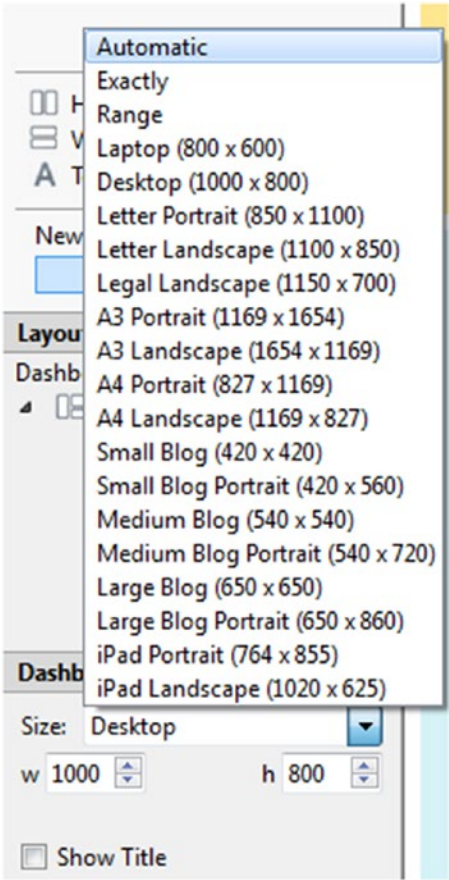 Automatic
Exactly
Range
Laptop (800 x 600)
Desktop (1000 x 800)
Letter Portrait (850 x 1100)
Letter Landscape (1100 x 850)
Legal Landscape (1150 x 700)
A3 Portrait (1169 x 1654)
A3 Landscape (1654 x 1169)
A4 Portrait (827 x 1169)
A4 Landscape (1169 x 827)
Small Blog (420 x 420)
Small Blog Portrait (420 x 560)
Medium Blog (540 x 540)
Medium Blog Portrait (540 x 720)
Large Blog (650 x 650)
Large Blog Portrait (650 x 860)
iPad Portrait (764 x 855)
iPad Landscape (1020 x 625)
New
Size: Desktop
w 1000 h 800
Show Title